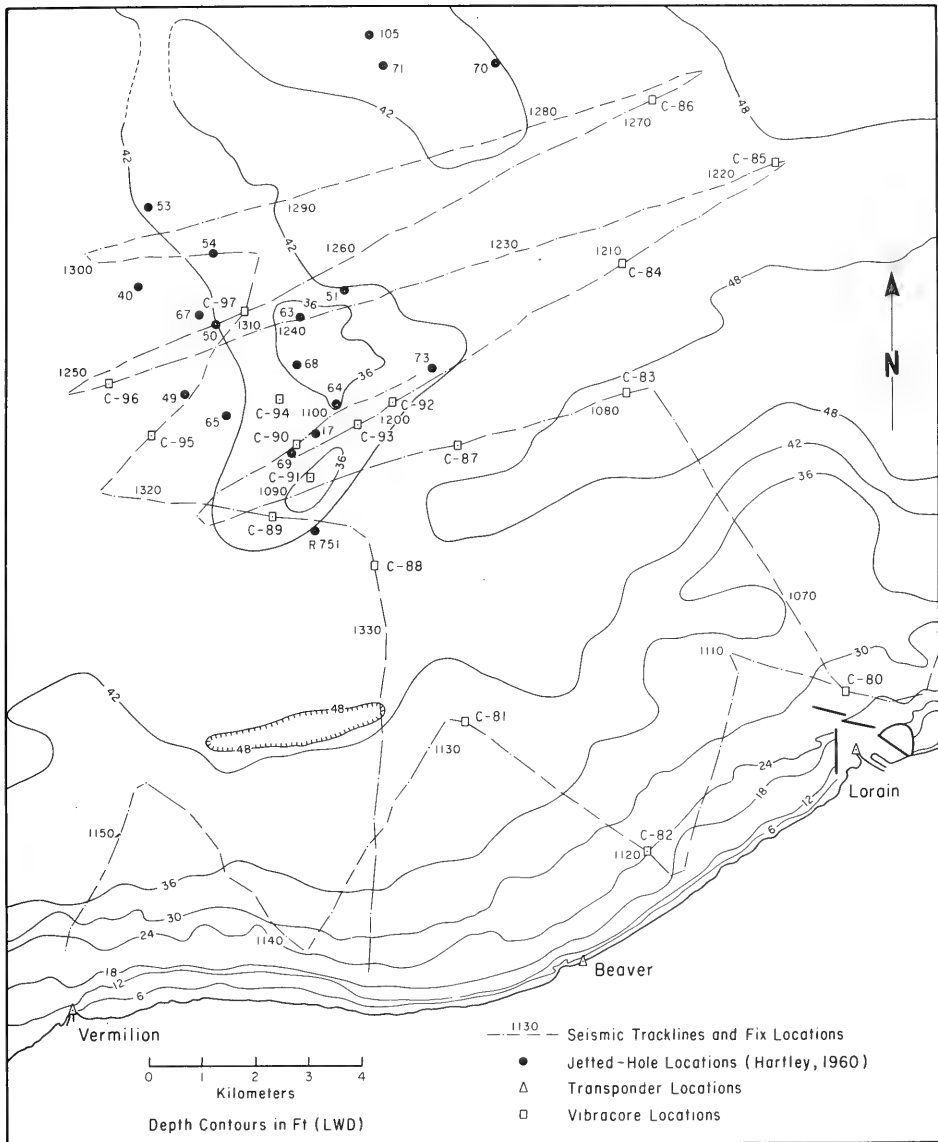 105
71
70
48
C-86
42
1280
1270
48
C-85
42
1220
53
1290
54
42
1260
1230
1210
1300
C-84
40
51
48
C-97
36
63
67
1310
1240
50
68
73
1250
36
C-83
C-96
64
N
49
C-94
1100
C-92
1080
65
1200
48
C-95
C-90
17
C-93
42
69
C-87
C-91
36
36
1320
1090
C-89
R751
C-88
1070
1330
1110
30
C-80
42
48
C-81
48
1130
24
Lorain
18
12
6
1150
C-82
1120
36
30
24
1140
Beaver
18
12
6
Vermilion
1130 Seismic Tracklines and Fix Locations
Jetted-Hole Locations (Hartley, 1960)
Transponder Locations
Vibracore Locations
0 1 2 3 4
Kilometers
Depth Contours in Ft (LWD)